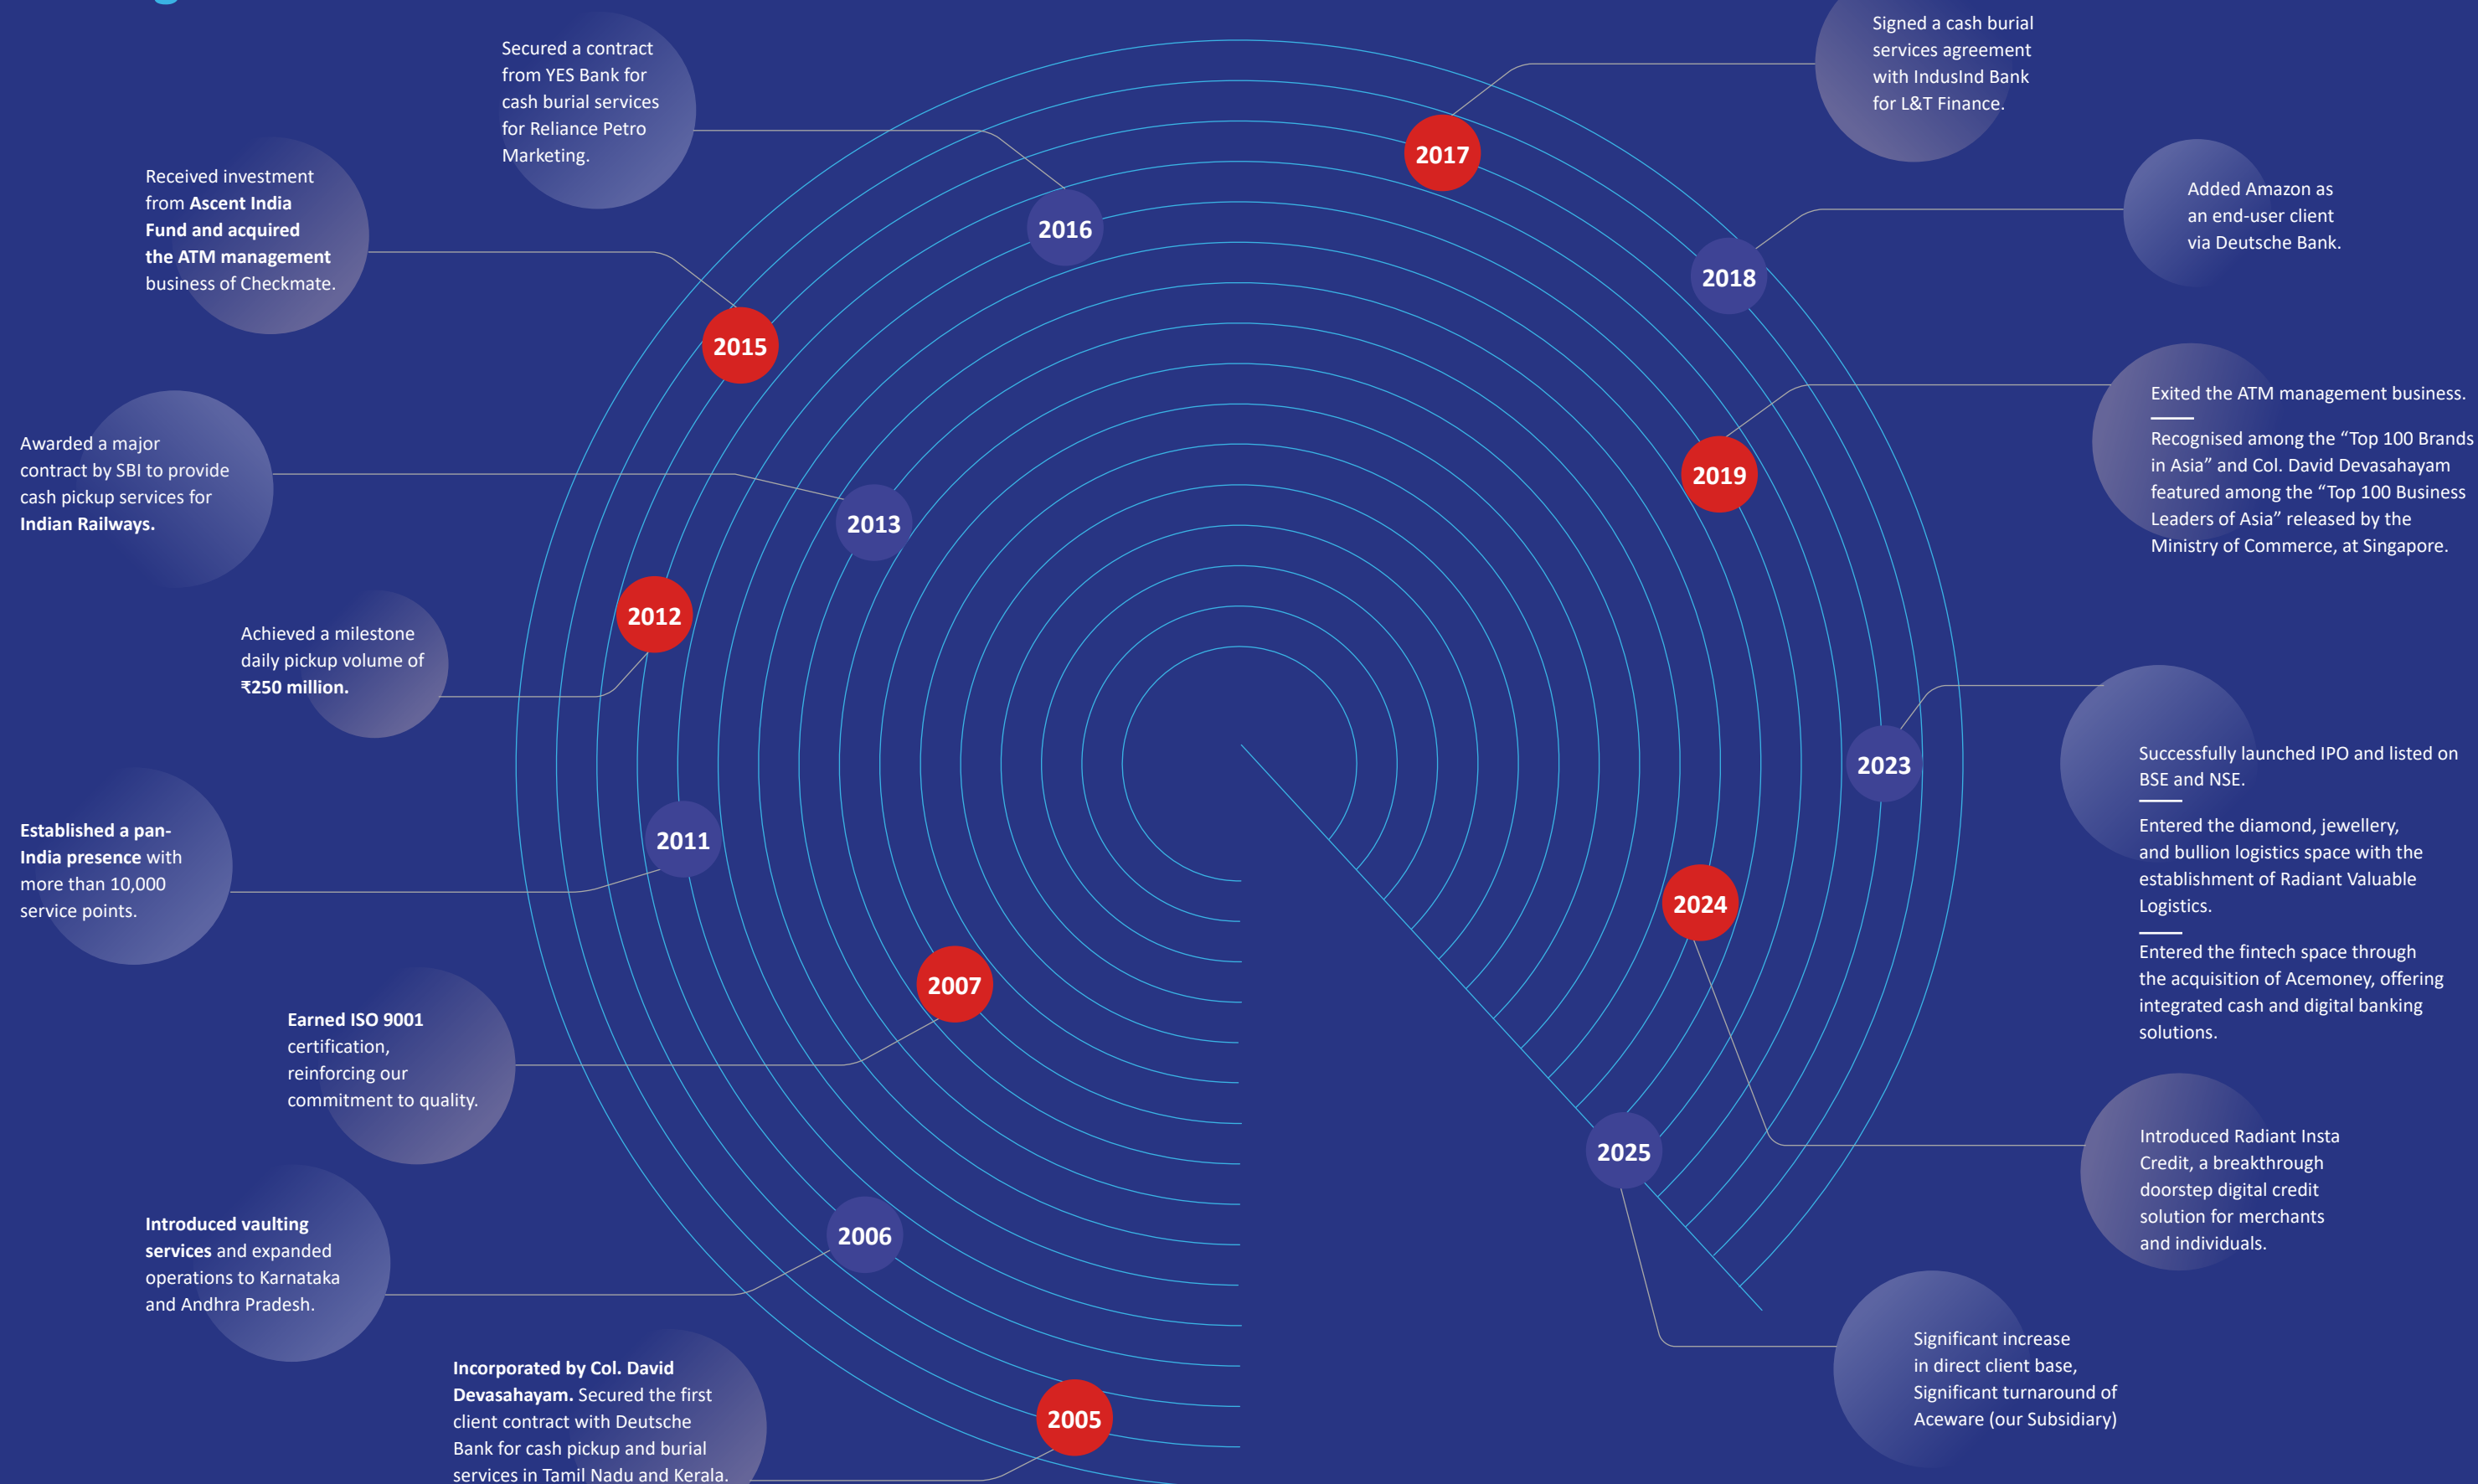 Secured a contract
from YES Bank for
cash burial services
for Reliance Petro
Marketing.
Signed a cash burial
services agreement
with IndusInd Bank
for L&T Finance.
2017
Received investment
from Ascent India
Fund and acquired
the ATM management
business of Checkmate.
2016
Added Amazon as
an end-user client
via Deutsche Bank.
2018
2015
Exited the ATM management business.
Recognised among the “Top 100 Brands
in Asia” and Col. David Devasahayam
featured among the “Top 100 Business
Leaders of Asia” released by the
Ministry of Commerce, at Singapore.
2019
Awarded a major
contract by SBI to provide
cash pickup services for
Indian Railways.
2013
2012
Achieved a milestone
daily pickup volume of
₹250 million.
2023
Successfully launched IPO and listed on
BSE and NSE.
Entered the diamond, jewellery,
and bullion logistics space with the
establishment of Radiant Valuable
Logistics.
Entered the fintech space through
the acquisition of Acemoney, offering
integrated cash and digital banking
solutions.
2011
Established a pan-
India presence with
more than 10,000
service points.
2024
2007
Earned ISO 9001
certification,
reinforcing our
commitment to quality.
Introduced Radiant Insta
Credit, a breakthrough
doorstep digital credit
solution for merchants
and individuals.
2025
2006
Introduced vaulting
services and expanded
operations to Karnataka
and Andhra Pradesh.
Significant increase
in direct client base,
Significant turnaround of
Aceware (our Subsidiary)
2005
Incorporated by Col. David
Devasahayam. Secured the first
client contract with Deutsche
Bank for cash pickup and burial
services in Tamil Nadu and Kerala.